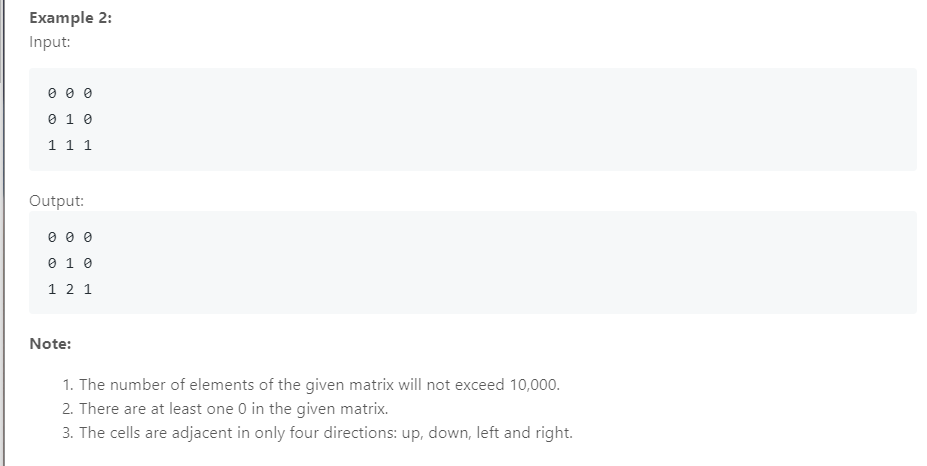 Example 2:
Input:
0 0 0
0 1 0
1 1 1
Output:
0 0 0
0 1 0
1 2 1
Note:
1. The number of elements of the given matrix will not exceed 10,000.
2. There are at least one 0 in the given matrix.
3. The cells are adjacent in only four directions: up, down, left and right.